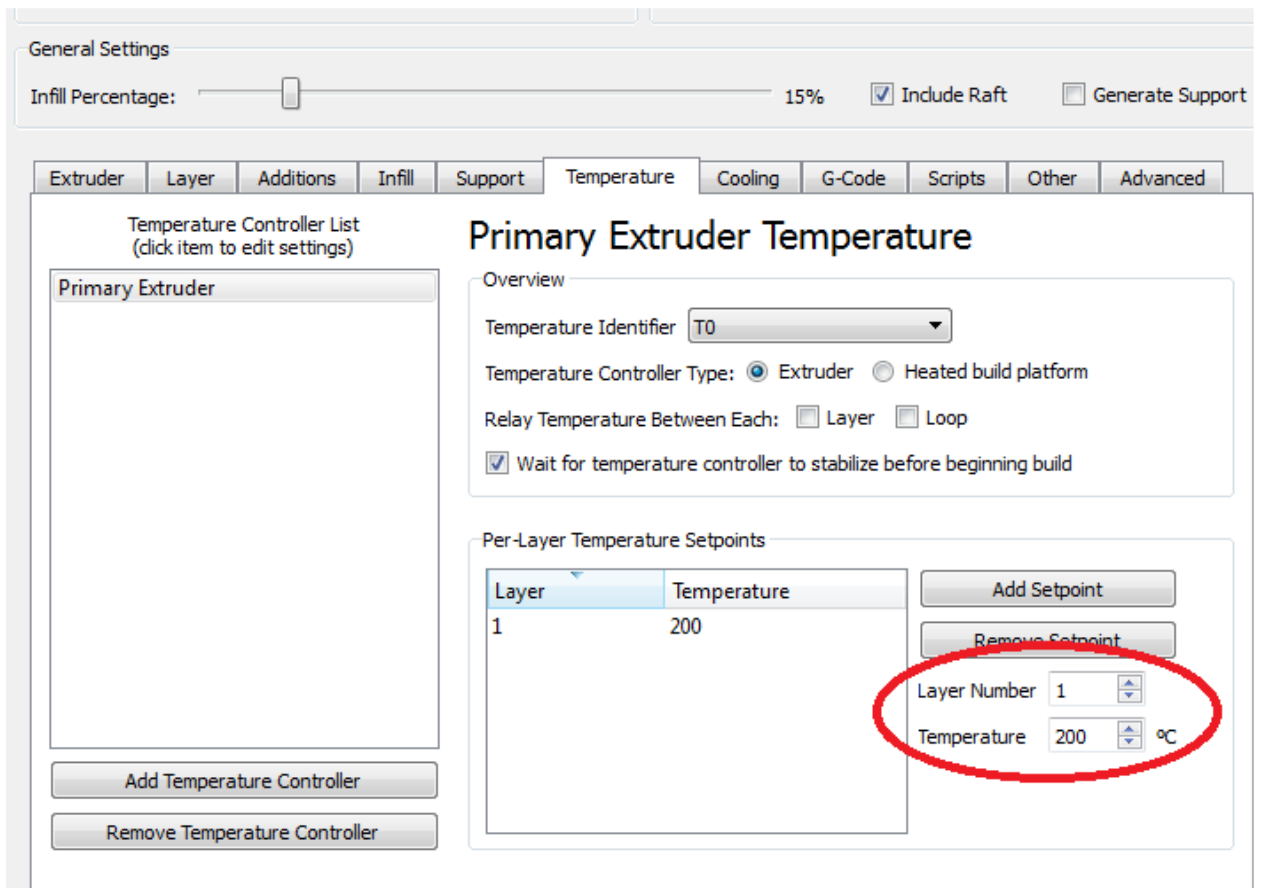 General Settings
Infill Percentage: 15% Include Raft Generate Support
Extruder Layer Additions Infill Support Temperature Cooling G-Code Scripts Other Advanced
Temperature Controller List
(click item to edit settings)
Primary Extruder
Add Temperature Controller
Remove Temperature Controller
Primary Extruder Temperature
Overview
Temperature Identifier T0
Temperature Controller Type: Extruder Heated build platform
Relay Temperature Between Each: Layer Loop
Wait for temperature controller to stabilize before beginning build
Per-Layer Temperature Setpoints
Layer Temperature
1 200
Add Setpoint
Remove Setpoint
Layer Number 1
Temperature 200 ºC